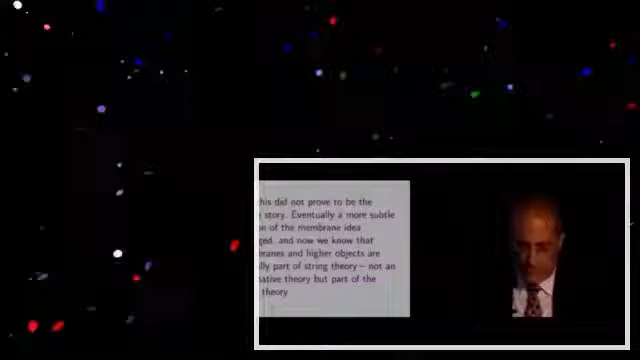 his did not prove to be the
story. Eventually a more subtle
on of the membrane idea
ged, and now we know that
branes and higher objects are
lly part of string theory – not an
native theory but part of the
theory